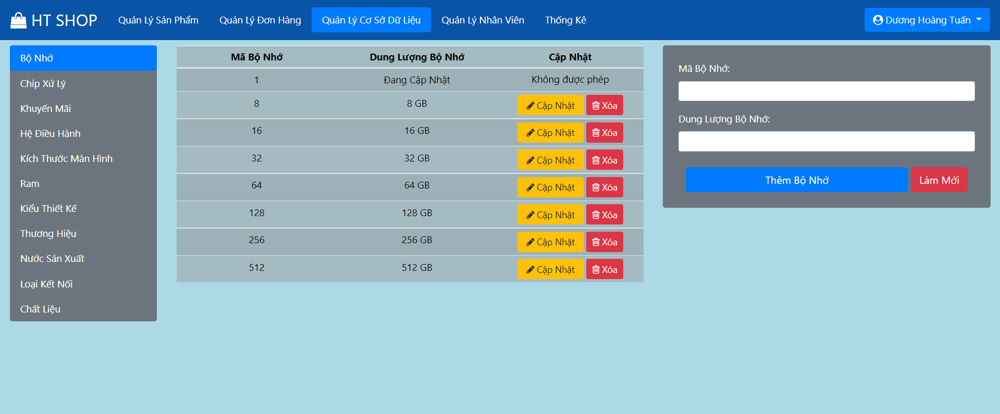 HT SHOP Quản Lý Sản Phẩm Quản Lý Đơn Hàng Quản Lý Cơ Sở Dữ Liệu Quản Lý Nhân Viên Thống Kê Dương Hoàng Tuấn
Bộ Nhớ
Chip Xử Lý
Khuyến Mãi
Hệ Điều Hành
Kích Thước Màn Hình
Ram
Kiểu Thiết Kế
Thương Hiệu
Nước Sản Xuất
Loại Kết Nối
Chất Liệu
Mã Bộ Nhớ Dung Lượng Bộ Nhớ Cập Nhật
1 Đang Cập Nhật Không được phép
8 8 GB Cập Nhật Xóa
16 16 GB Cập Nhật Xóa
32 32 GB Cập Nhật Xóa
64 64 GB Cập Nhật Xóa
128 128 GB Cập Nhật Xóa
256 256 GB Cập Nhật Xóa
512 512 GB Cập Nhật Xóa
Mã Bộ Nhớ:
Dung Lượng Bộ Nhớ:
Thêm Bộ Nhớ Làm Mới